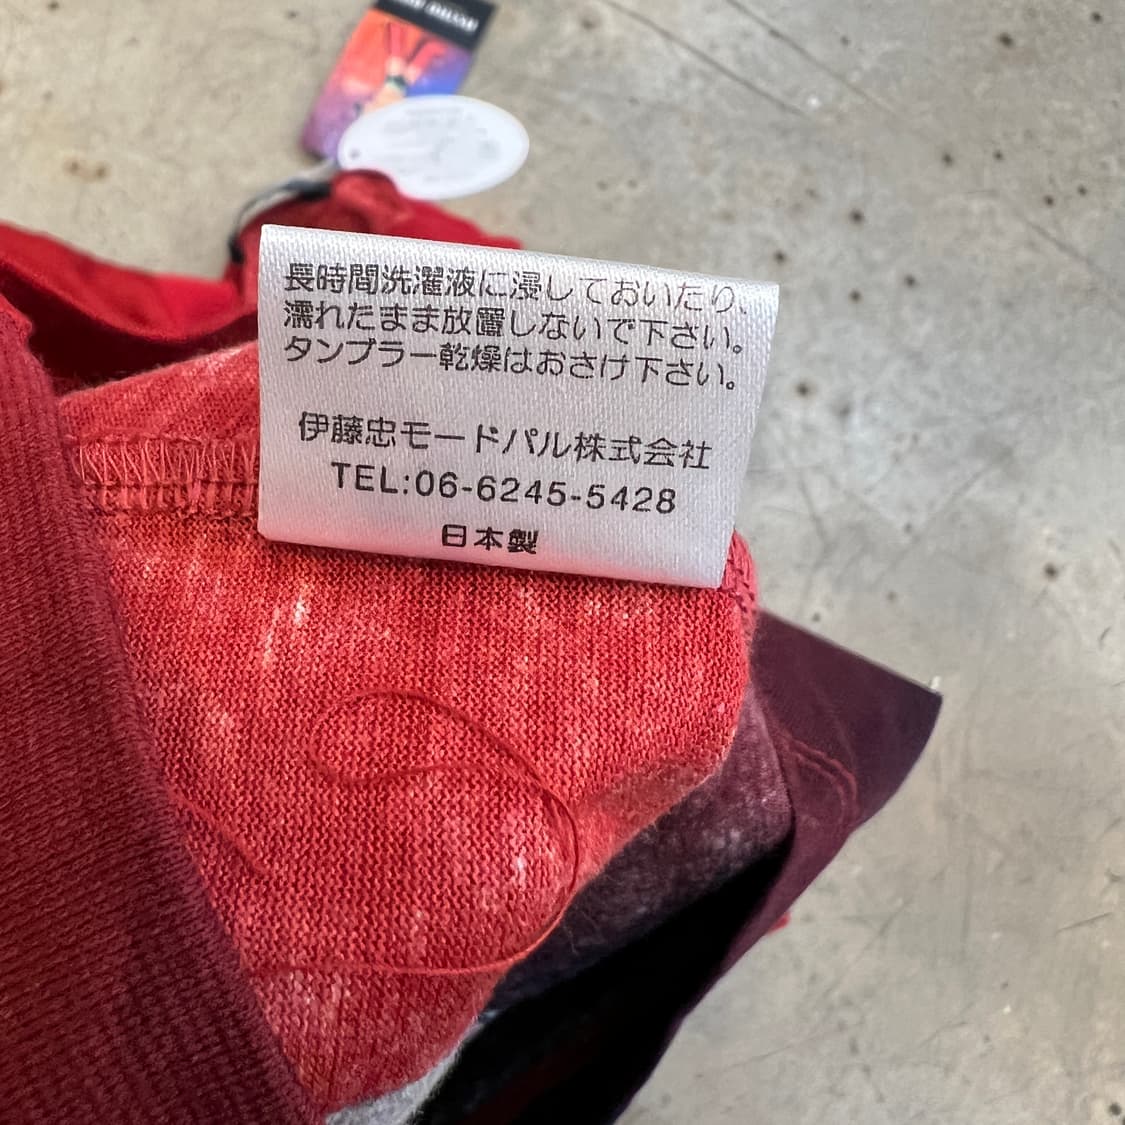 長時間洗濯液に浸しておいたり、
濡れたまま放置しないで下さい。
タンブラー乾燥はおさけ下さい。
伊藤忠モードパル株式会社
TEL:06-6245-5428
日本製